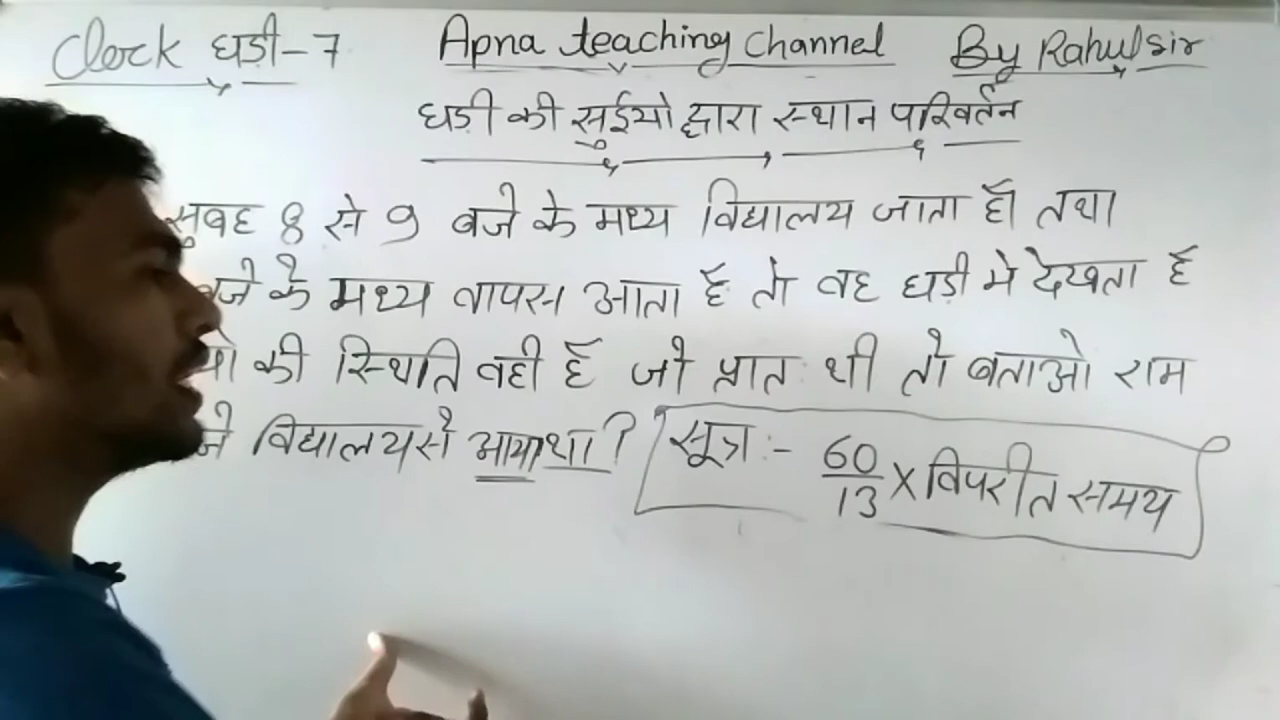 Clock घड़ी-7 Apna teaching channel By Rahul sir
घड़ी की सुईयो द्वारा स्थान परिवर्तन
सुबह 8 से 9 बजे के मध्य विद्यालय जाता हैं तथा
बजे के मध्य वापस आता हैं तो वह घड़ी मे देखता हैं
की स्थिति वही हैं जो प्रात: थी तो बताओ राम
विद्यालय से आया था? सूत्र :- 60/13 × विपरीत समय